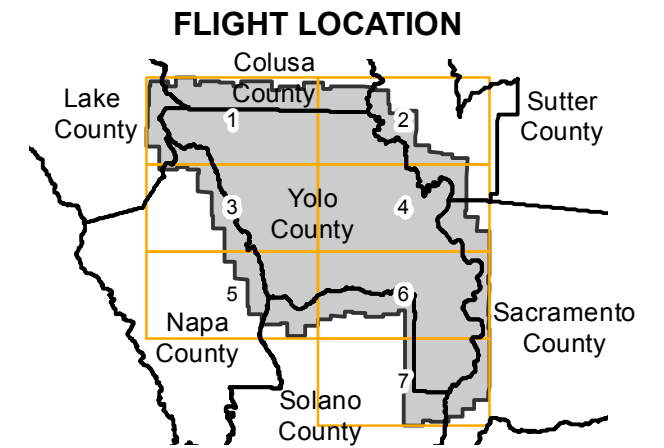 FLIGHT LOCATION
Colusa
County
Lake
County
Sutter
County
1
2
Yolo
County
3
4
5
6
Sacramento
County
Napa
County
7
Solano
County